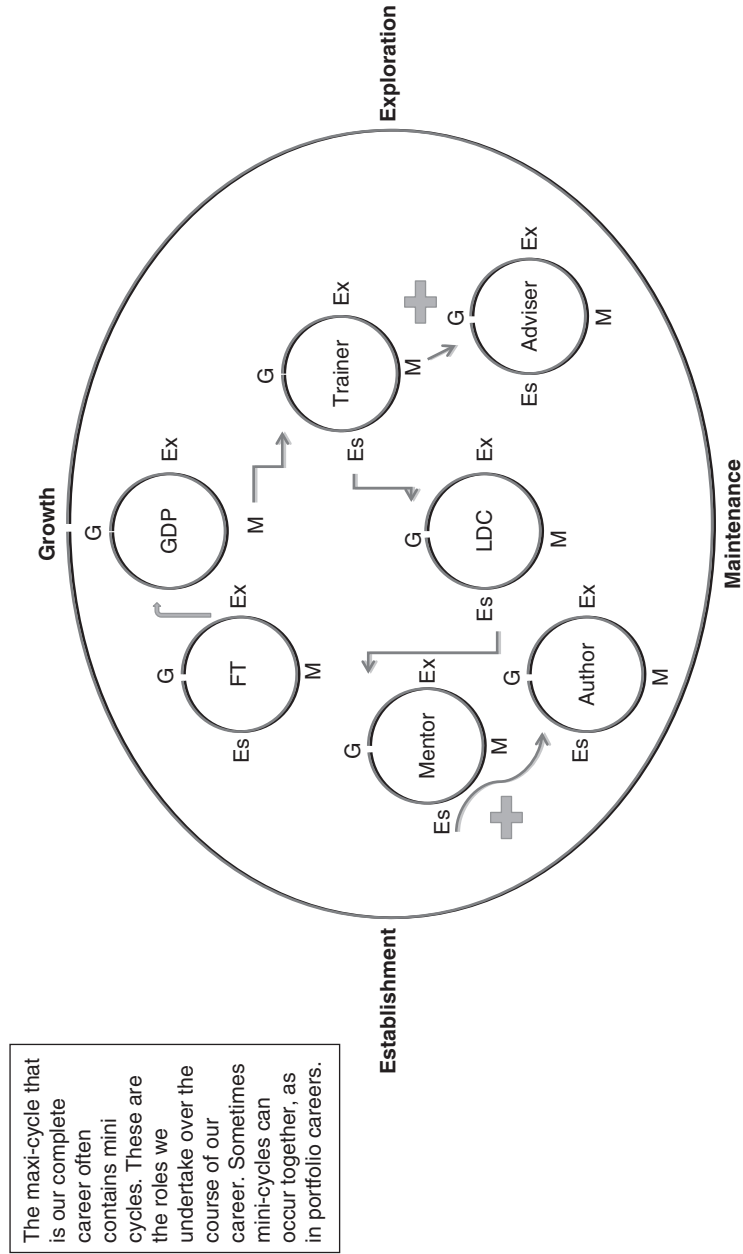 The maxi-cycle that
is our complete
career often
contains mini
cycles. These are
the roles we
undertake over the
course of our
career. Sometimes
mini-cycles can
occur together, as
in portfolio careers.
Growth
Exploration
Maintenance
Establishment
G
Ex
M
Es
FT
G
Ex
M
GDP
G
Ex
M
Es
Trainer
G
Ex
M
Es
Adviser
G
Ex
M
Es
LDC
G
Ex
M
Es
Mentor
G
Ex
M
Es
Author